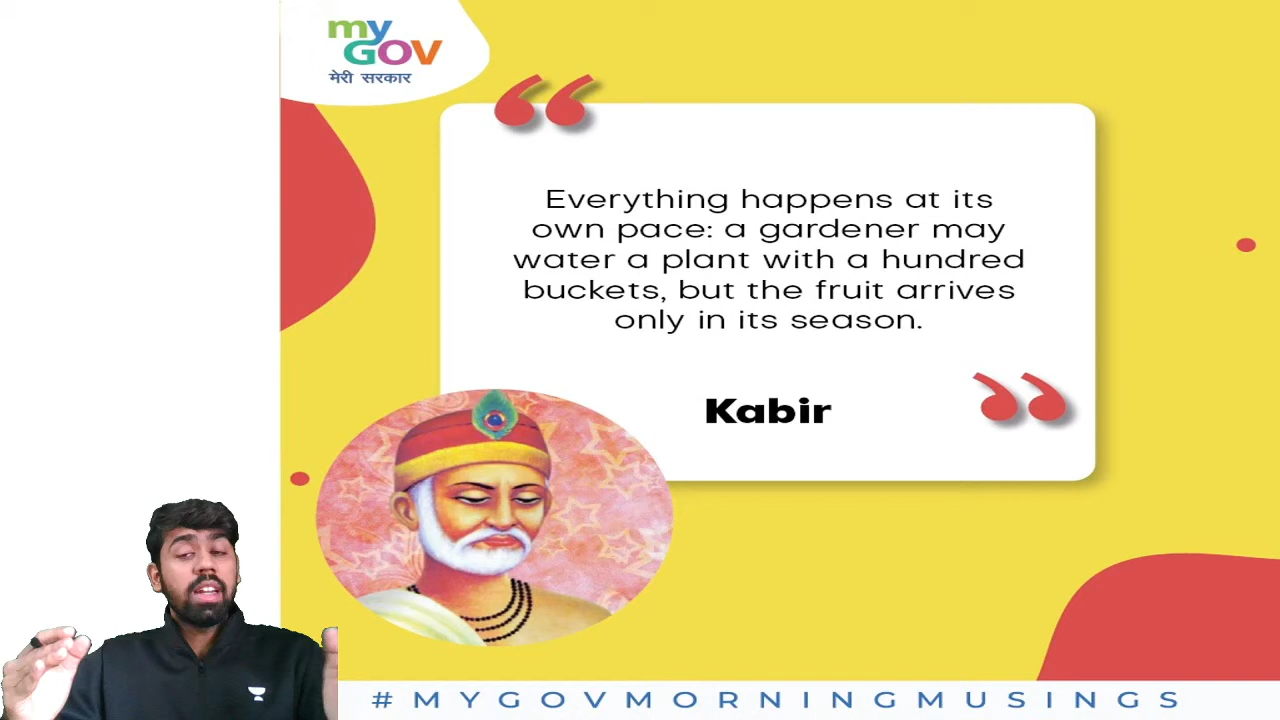 my
GOV
मेरी सरकार
Everything happens at its
own pace: a gardener may
water a plant with a hundred
buckets, but the fruit arrives
only in its season.
Kabir
#MYGOVMORNINGMUSINGS